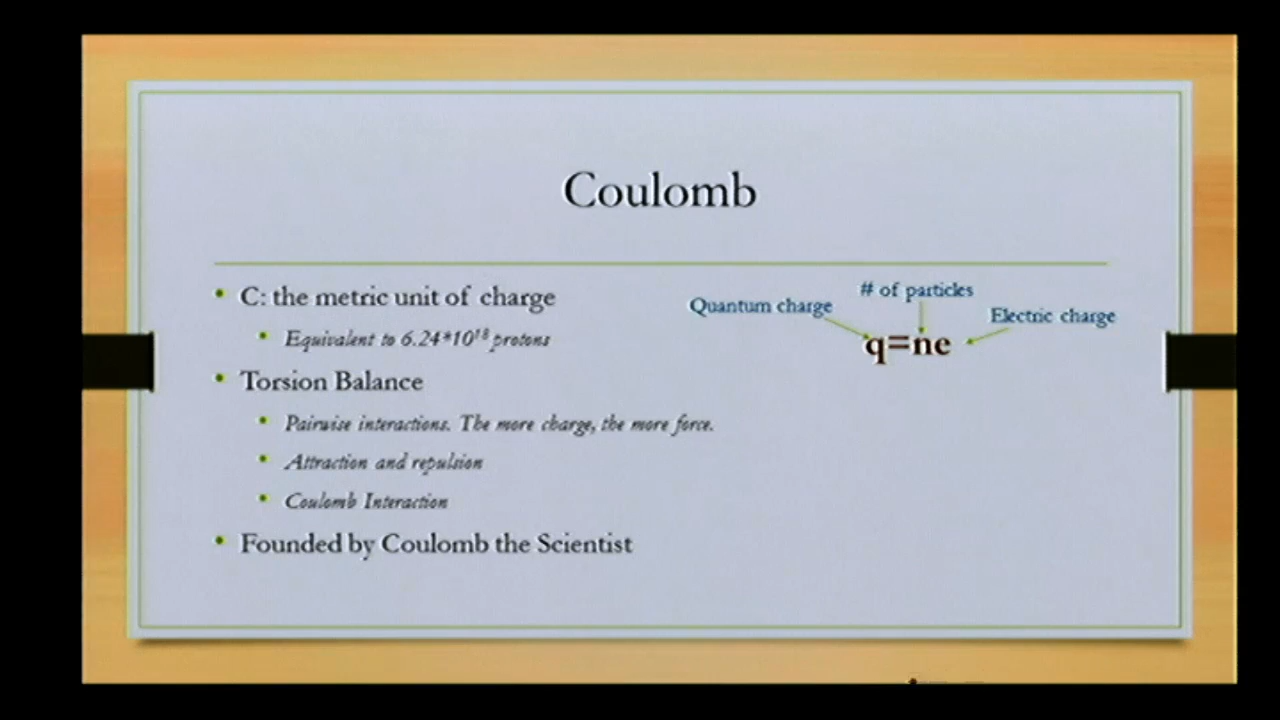 Coulomb
C: the metric unit of charge
Equivalent to 6.24*10¹⁸ protons
Torsion Balance
Pairwise interactions. The more charge, the more force.
Attraction and repulsion
Coulomb Interaction
Founded by Coulomb the Scientist
# of particles
Quantum charge
Electric charge
q=ne